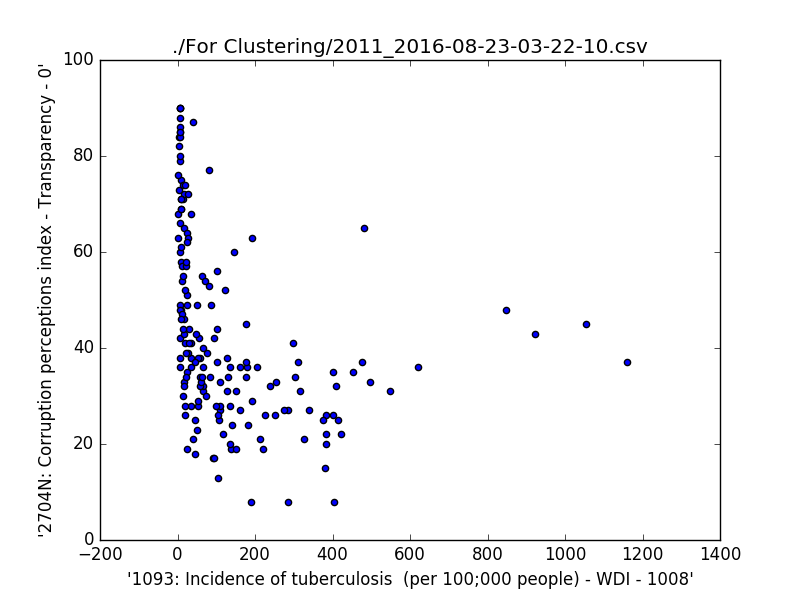 ./For Clustering/2011_2016-08-23-03-22-10.csv
100
80
60
40
20
0
'2704N: Corruption perceptions index - Transparency - 0'
−200 0 200 400 600 800 1000 1200 1400
'1093: Incidence of tuberculosis  (per 100;000 people) - WDI - 1008'